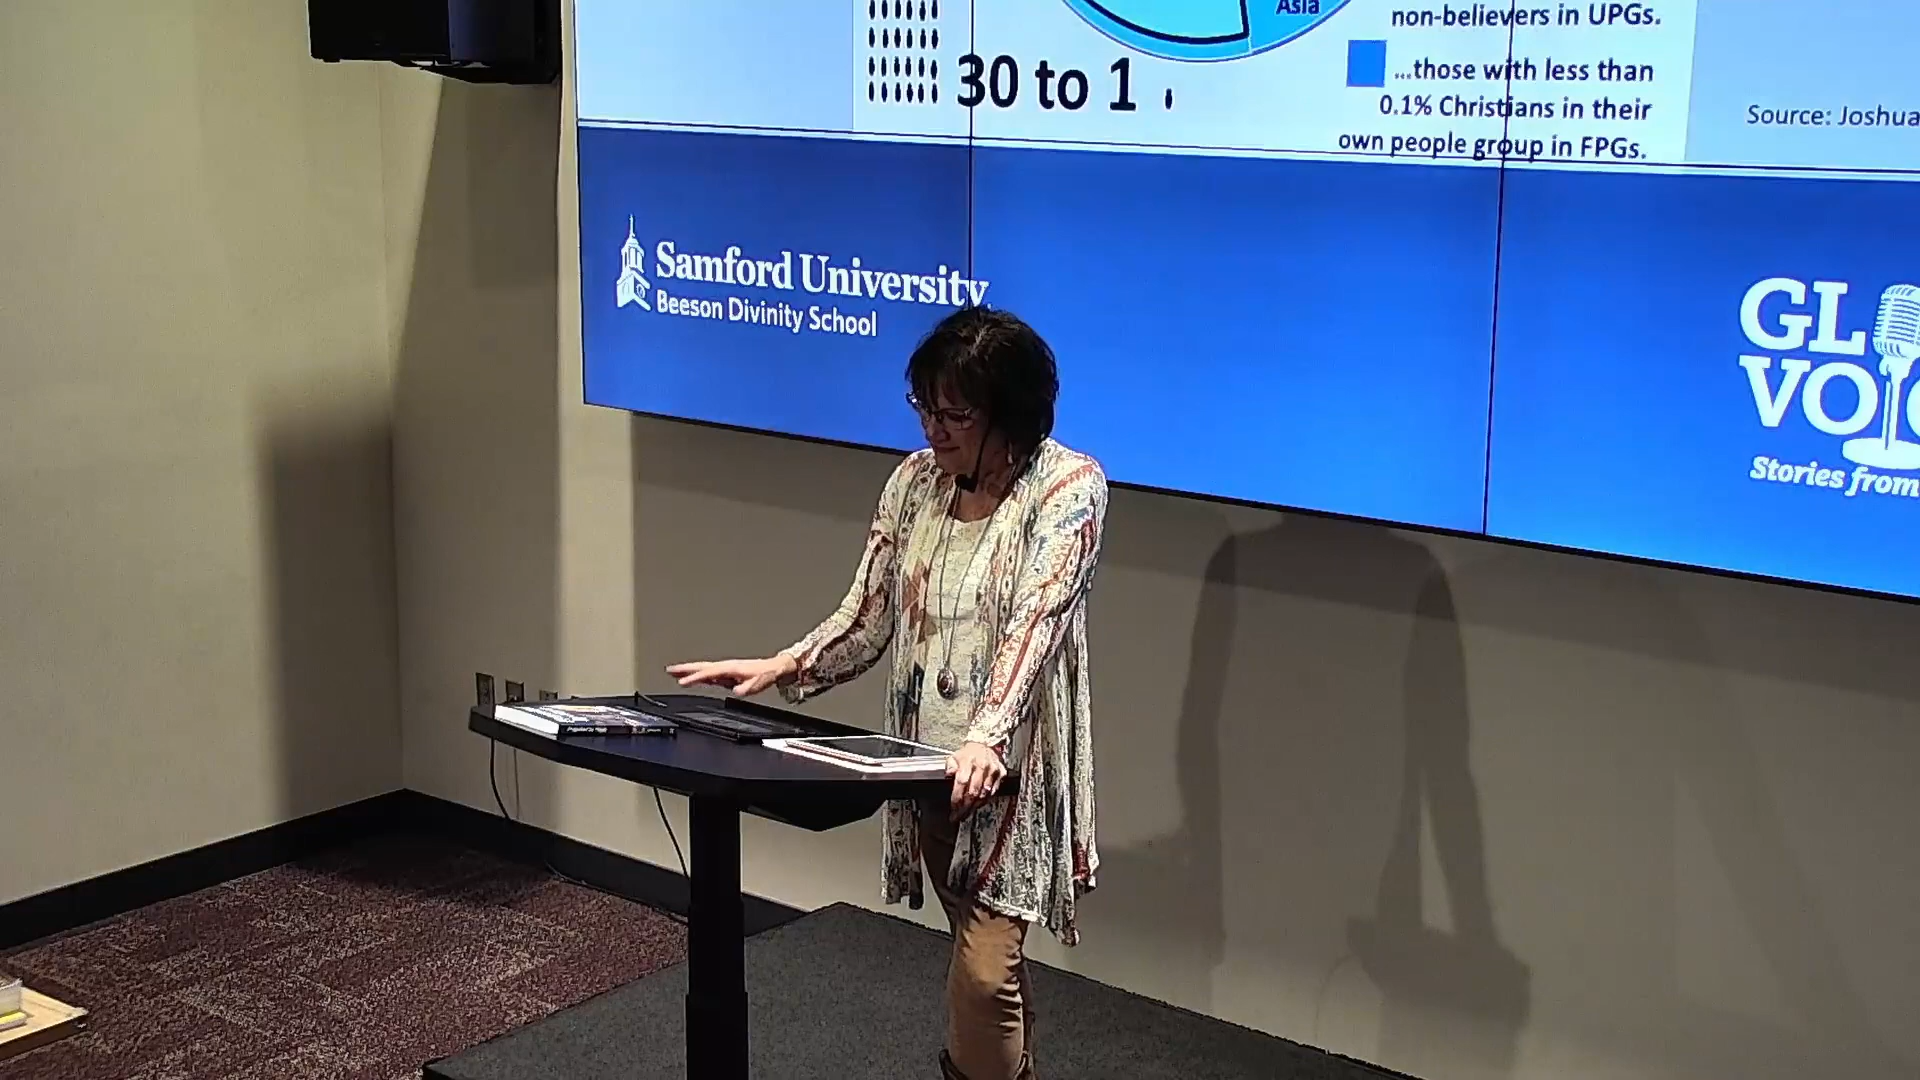 Asia
non-believers in UPGs.
30 to 1
...those with less than
0.1% Christians in their
own people group in FPGs.
Source: Joshua
Samford University
Beeson Divinity School
GL
VOIC
Stories from